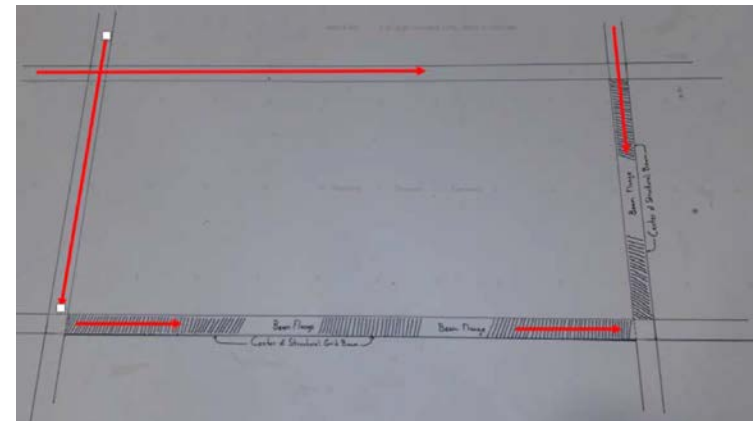 Beam Flange
Center of Structural Beam
Beam Flange
Beam Flange
Center of Structural Grid Beam